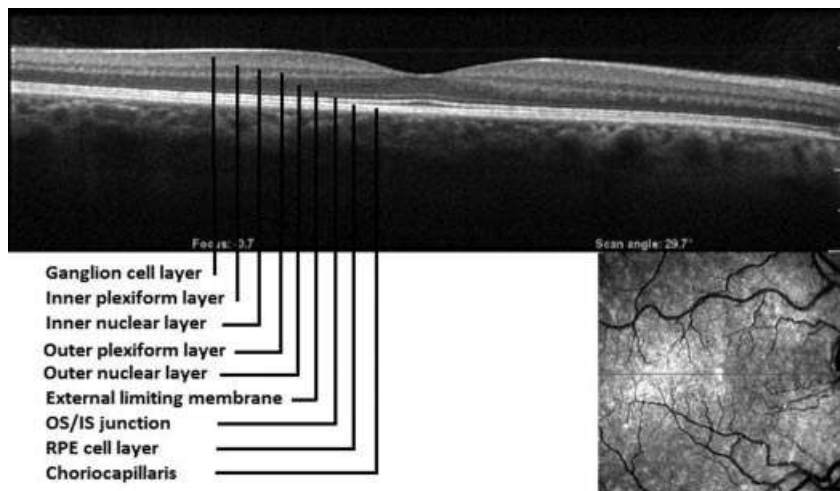 Focus: -0.7 Scan angle: 29.7°
Ganglion cell layer
Inner plexiform layer
Inner nuclear layer
Outer plexiform layer
Outer nuclear layer
External limiting membrane
OS/IS junction
RPE cell layer
Choriocapillaris